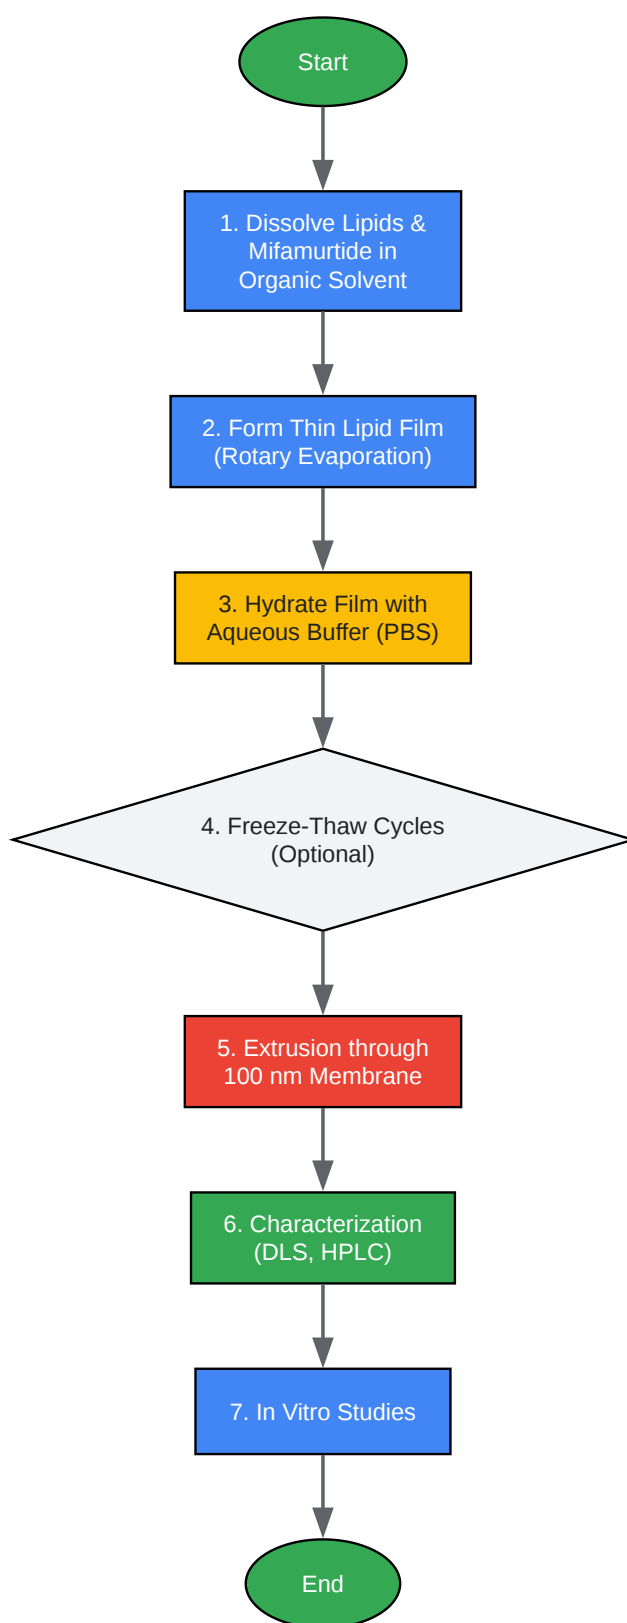 Start
1. Dissolve Lipids &
Mifamurtide in
Organic Solvent
2. Form Thin Lipid Film
(Rotary Evaporation)
3. Hydrate Film with
Aqueous Buffer (PBS)
4. Freeze-Thaw Cycles
(Optional)
5. Extrusion through
100 nm Membrane
6. Characterization
(DLS, HPLC)
7. In Vitro Studies
End